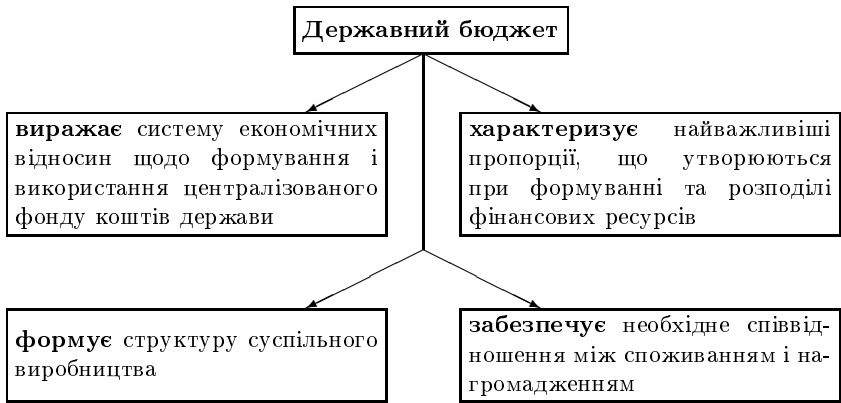 Державний бюджет
виражає систему економічних
відносин щодо формування і
використання централізованого
фонду коштів держави
характеризує найважливіші
пропорції, що утворюються
при формуванні та розподілі
фінансових ресурсів
формує структуру суспільного
виробництва
забезпечує необхідне співвід-
ношення між споживанням і на-
громадженням